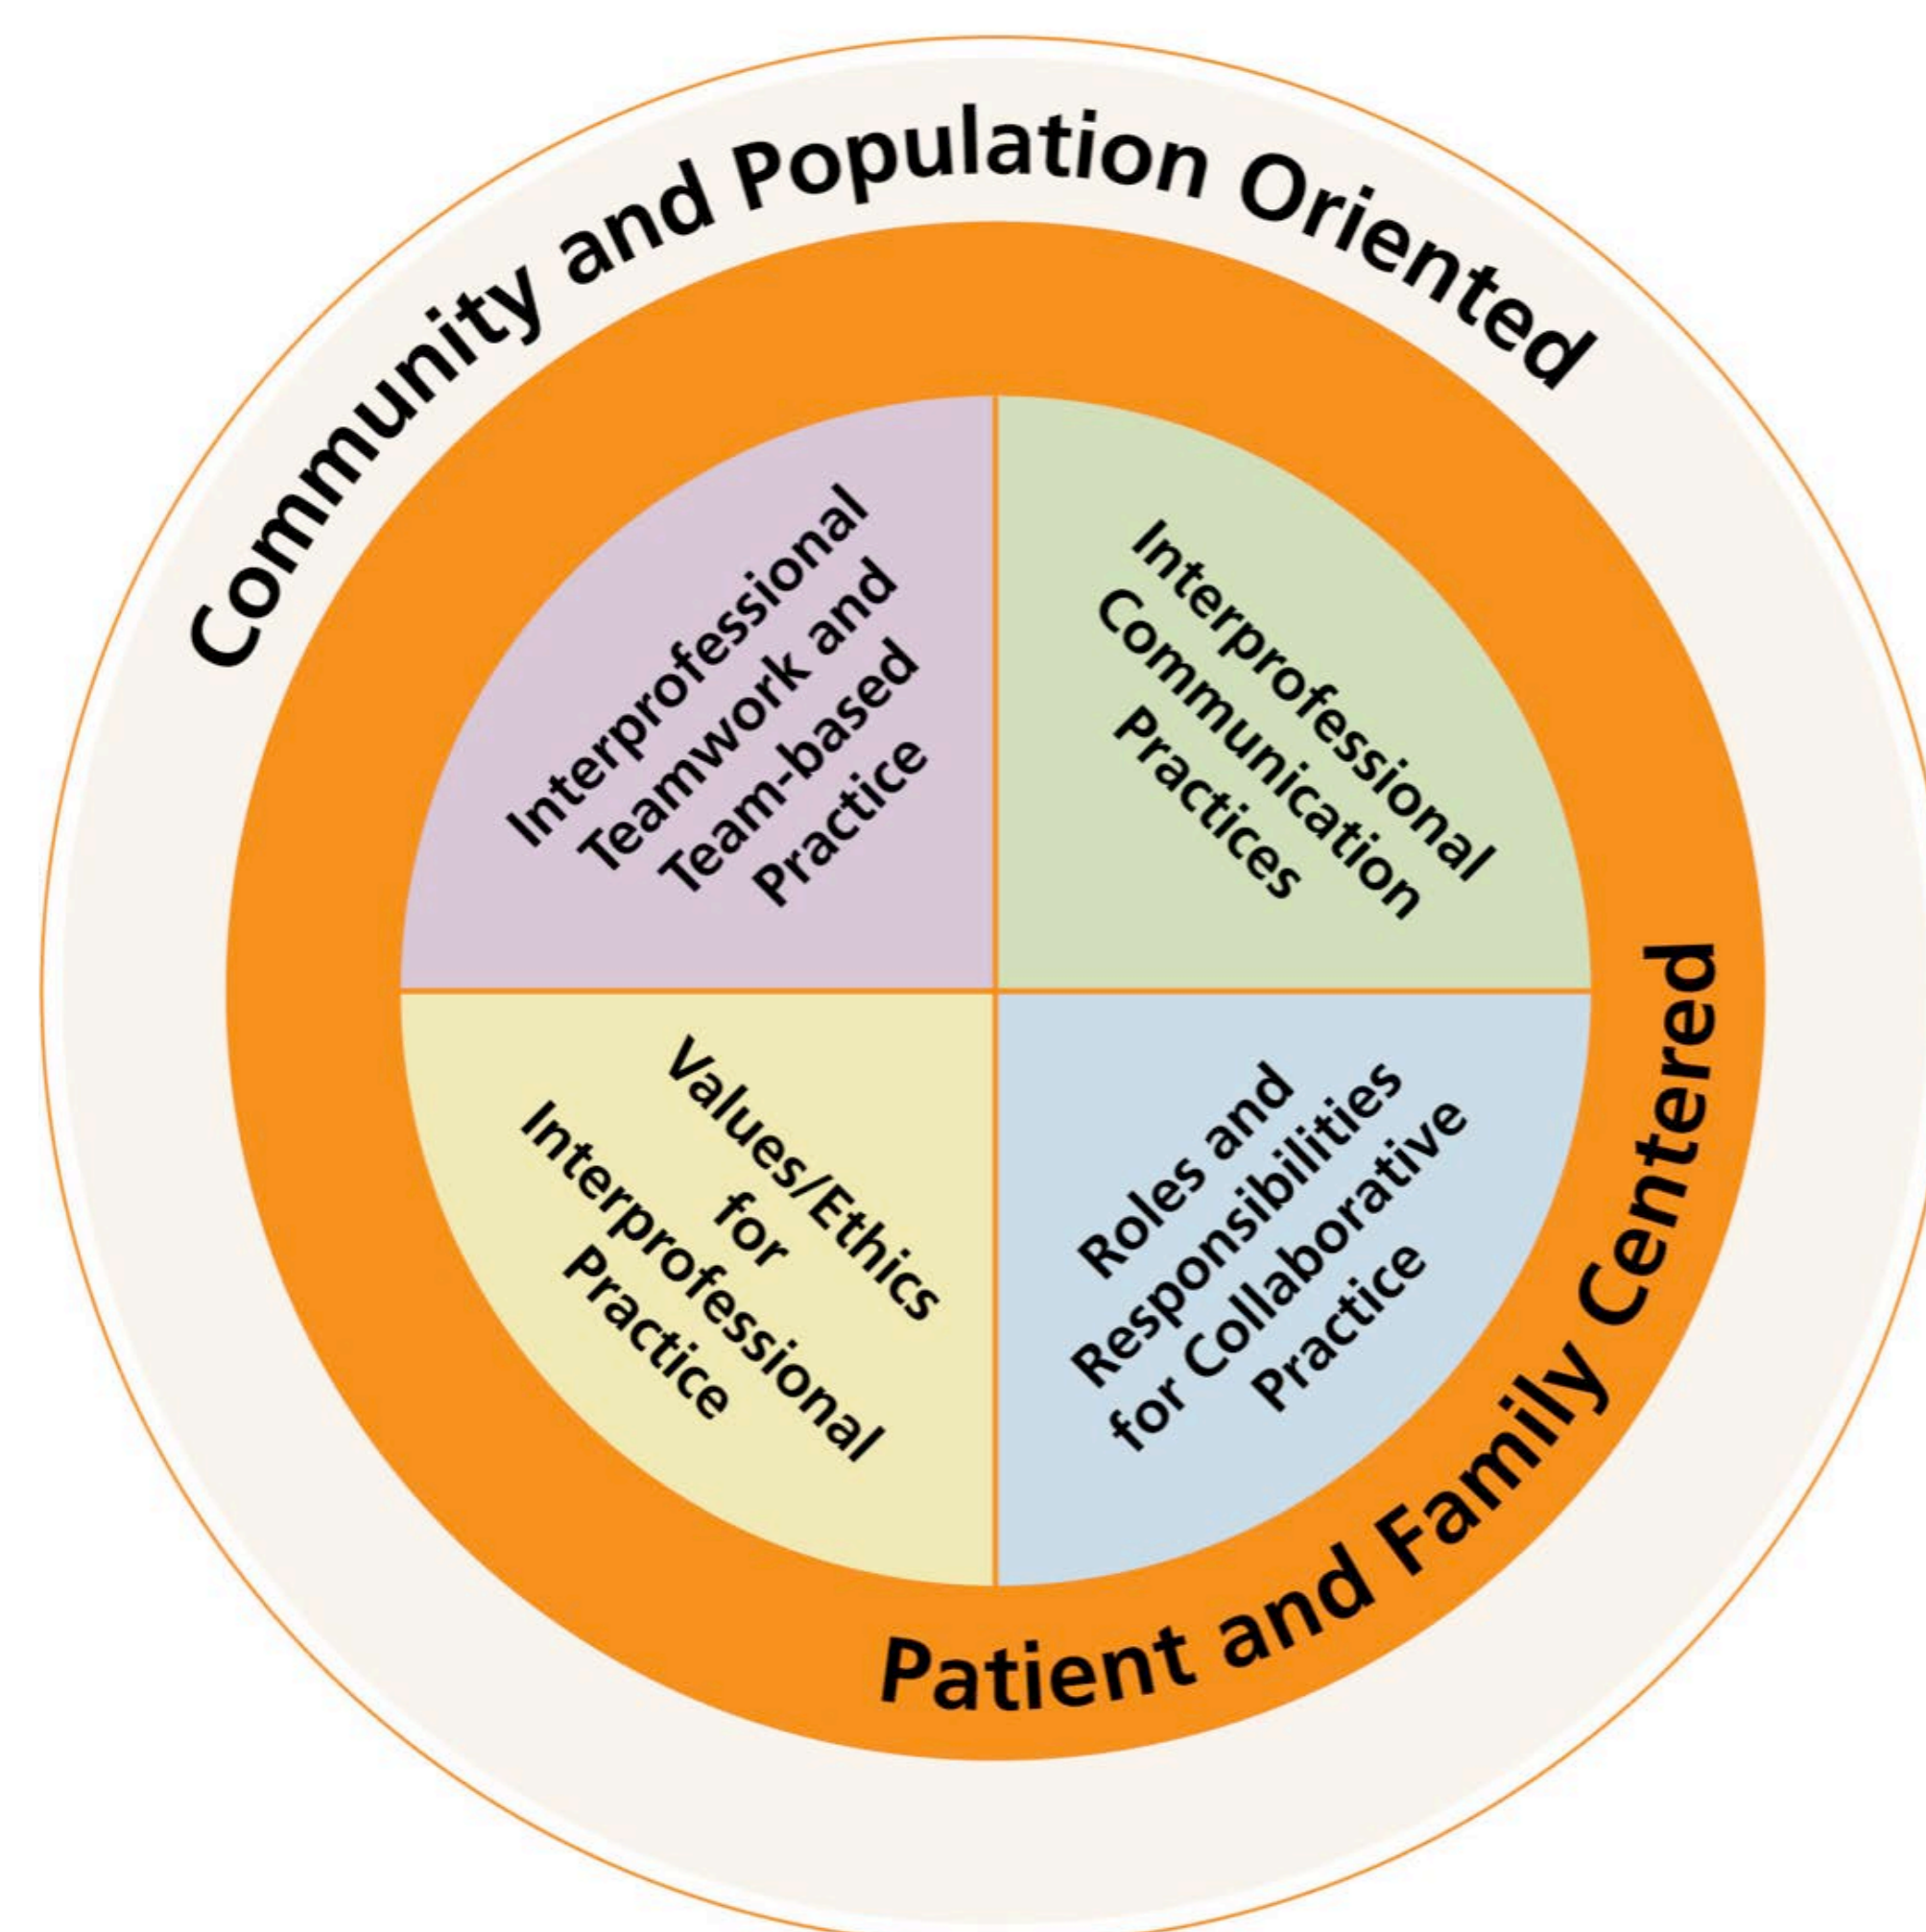 Community and Population Oriented
Interprofessional
Teamwork and
Team-based
Practice
Interprofessional
Communication
Practices
Values/Ethics
for
Interprofessional
Practice
Roles and
Responsibilities
for Collaborative
Practice
Patient and Family Centered